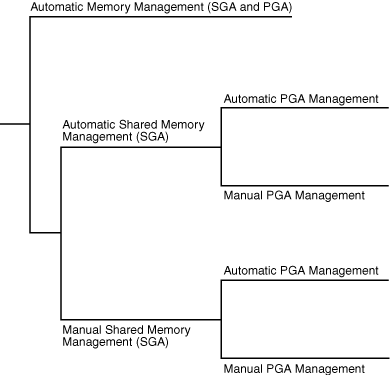 Automatic Memory Management (SGA and PGA)
Automatic PGA Management
Automatic Shared Memory
Management (SGA)
Manual PGA Management
Automatic PGA Management
Manual Shared Memory
Management (SGA)
Manual PGA Management